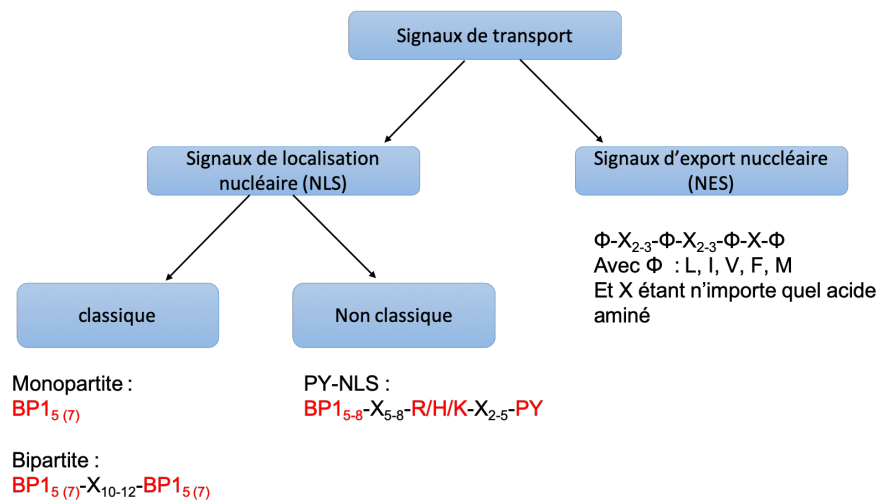 Signaux de transport
Signaux de localisation
nucléaire (NLS)
Signaux d'export nuccléaire
(NES)
Φ-X2-3-Φ-X2-3-Φ-X-Φ
Avec Φ : L, I, V, F, M
Et X étant n'importe quel acide
aminé
classique
Non classique
Monopartite :
BP15 (7)
PY-NLS :
BP15-8-X5-8-R/H/K-X2-5-PY
Bipartite :
BP15 (7)-X10-12-BP15 (7)